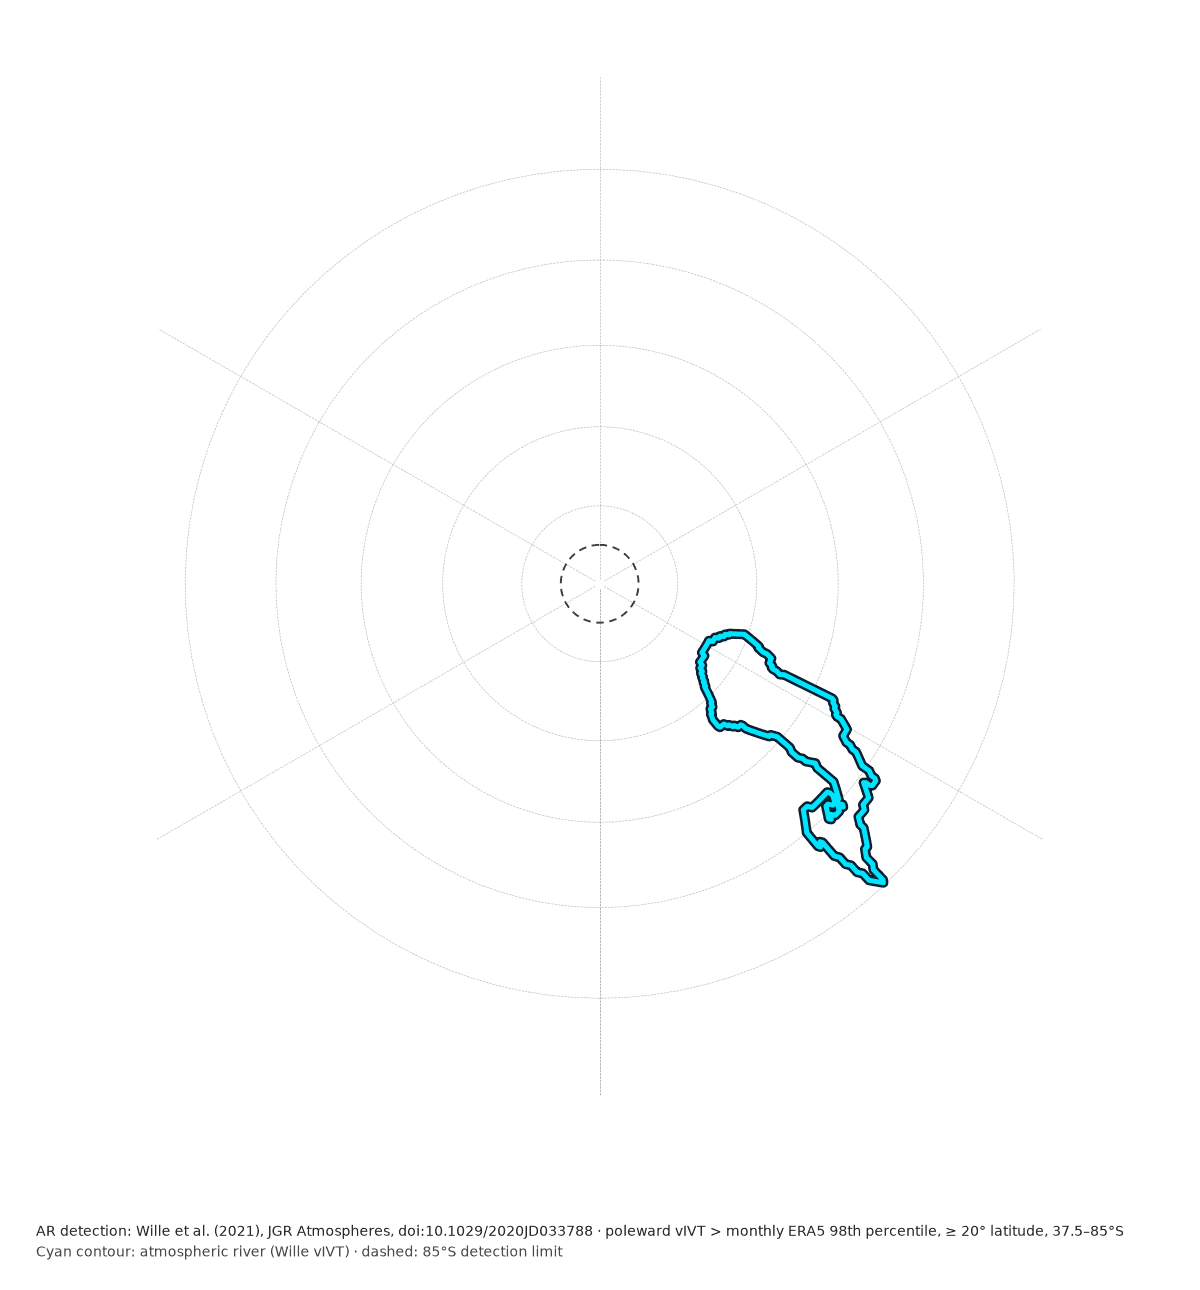 AR detection: Wille et al. (2021), JGR Atmospheres, doi:10.1029/2020JD033788 · poleward vIVT > monthly ERA5 98th percentile, ≥ 20° latitude, 37.5–85°S
Cyan contour: atmospheric river (Wille vIVT) · dashed: 85°S detection limit